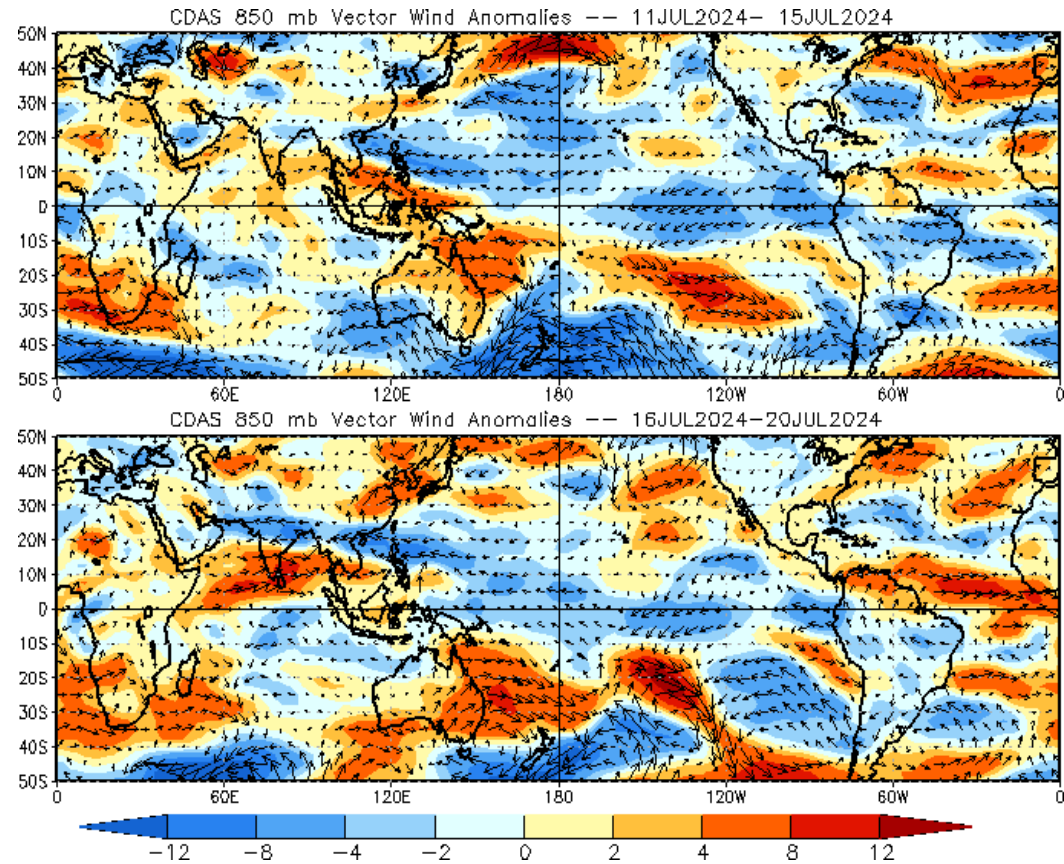 CDAS 850 mb Vector Wind Anomalies -- 11JUL2024- 15JUL2024
50N
40N
30N
20N
10N
0
10S
20S
30S
40S
50S
0 60E 120E 180 120W 60W 0
CDAS 850 mb Vector Wind Anomalies -- 16JUL2024-20JUL2024
50N
40N
30N
20N
10N
0
10S
20S
30S
40S
50S
0 60E 120E 180 120W 60W 0
-12 -8 -4 -2 0 2 4 8 12